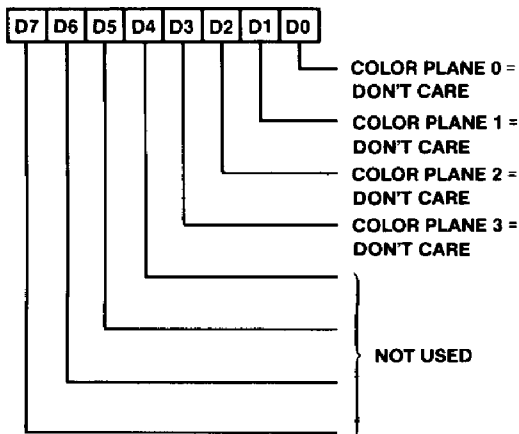 D7 D6 D5 D4 D3 D2 D1 D0
COLOR PLANE 0 =
DON'T CARE
COLOR PLANE 1 =
DON'T CARE
COLOR PLANE 2 =
DON'T CARE
COLOR PLANE 3 =
DON'T CARE
NOT USED